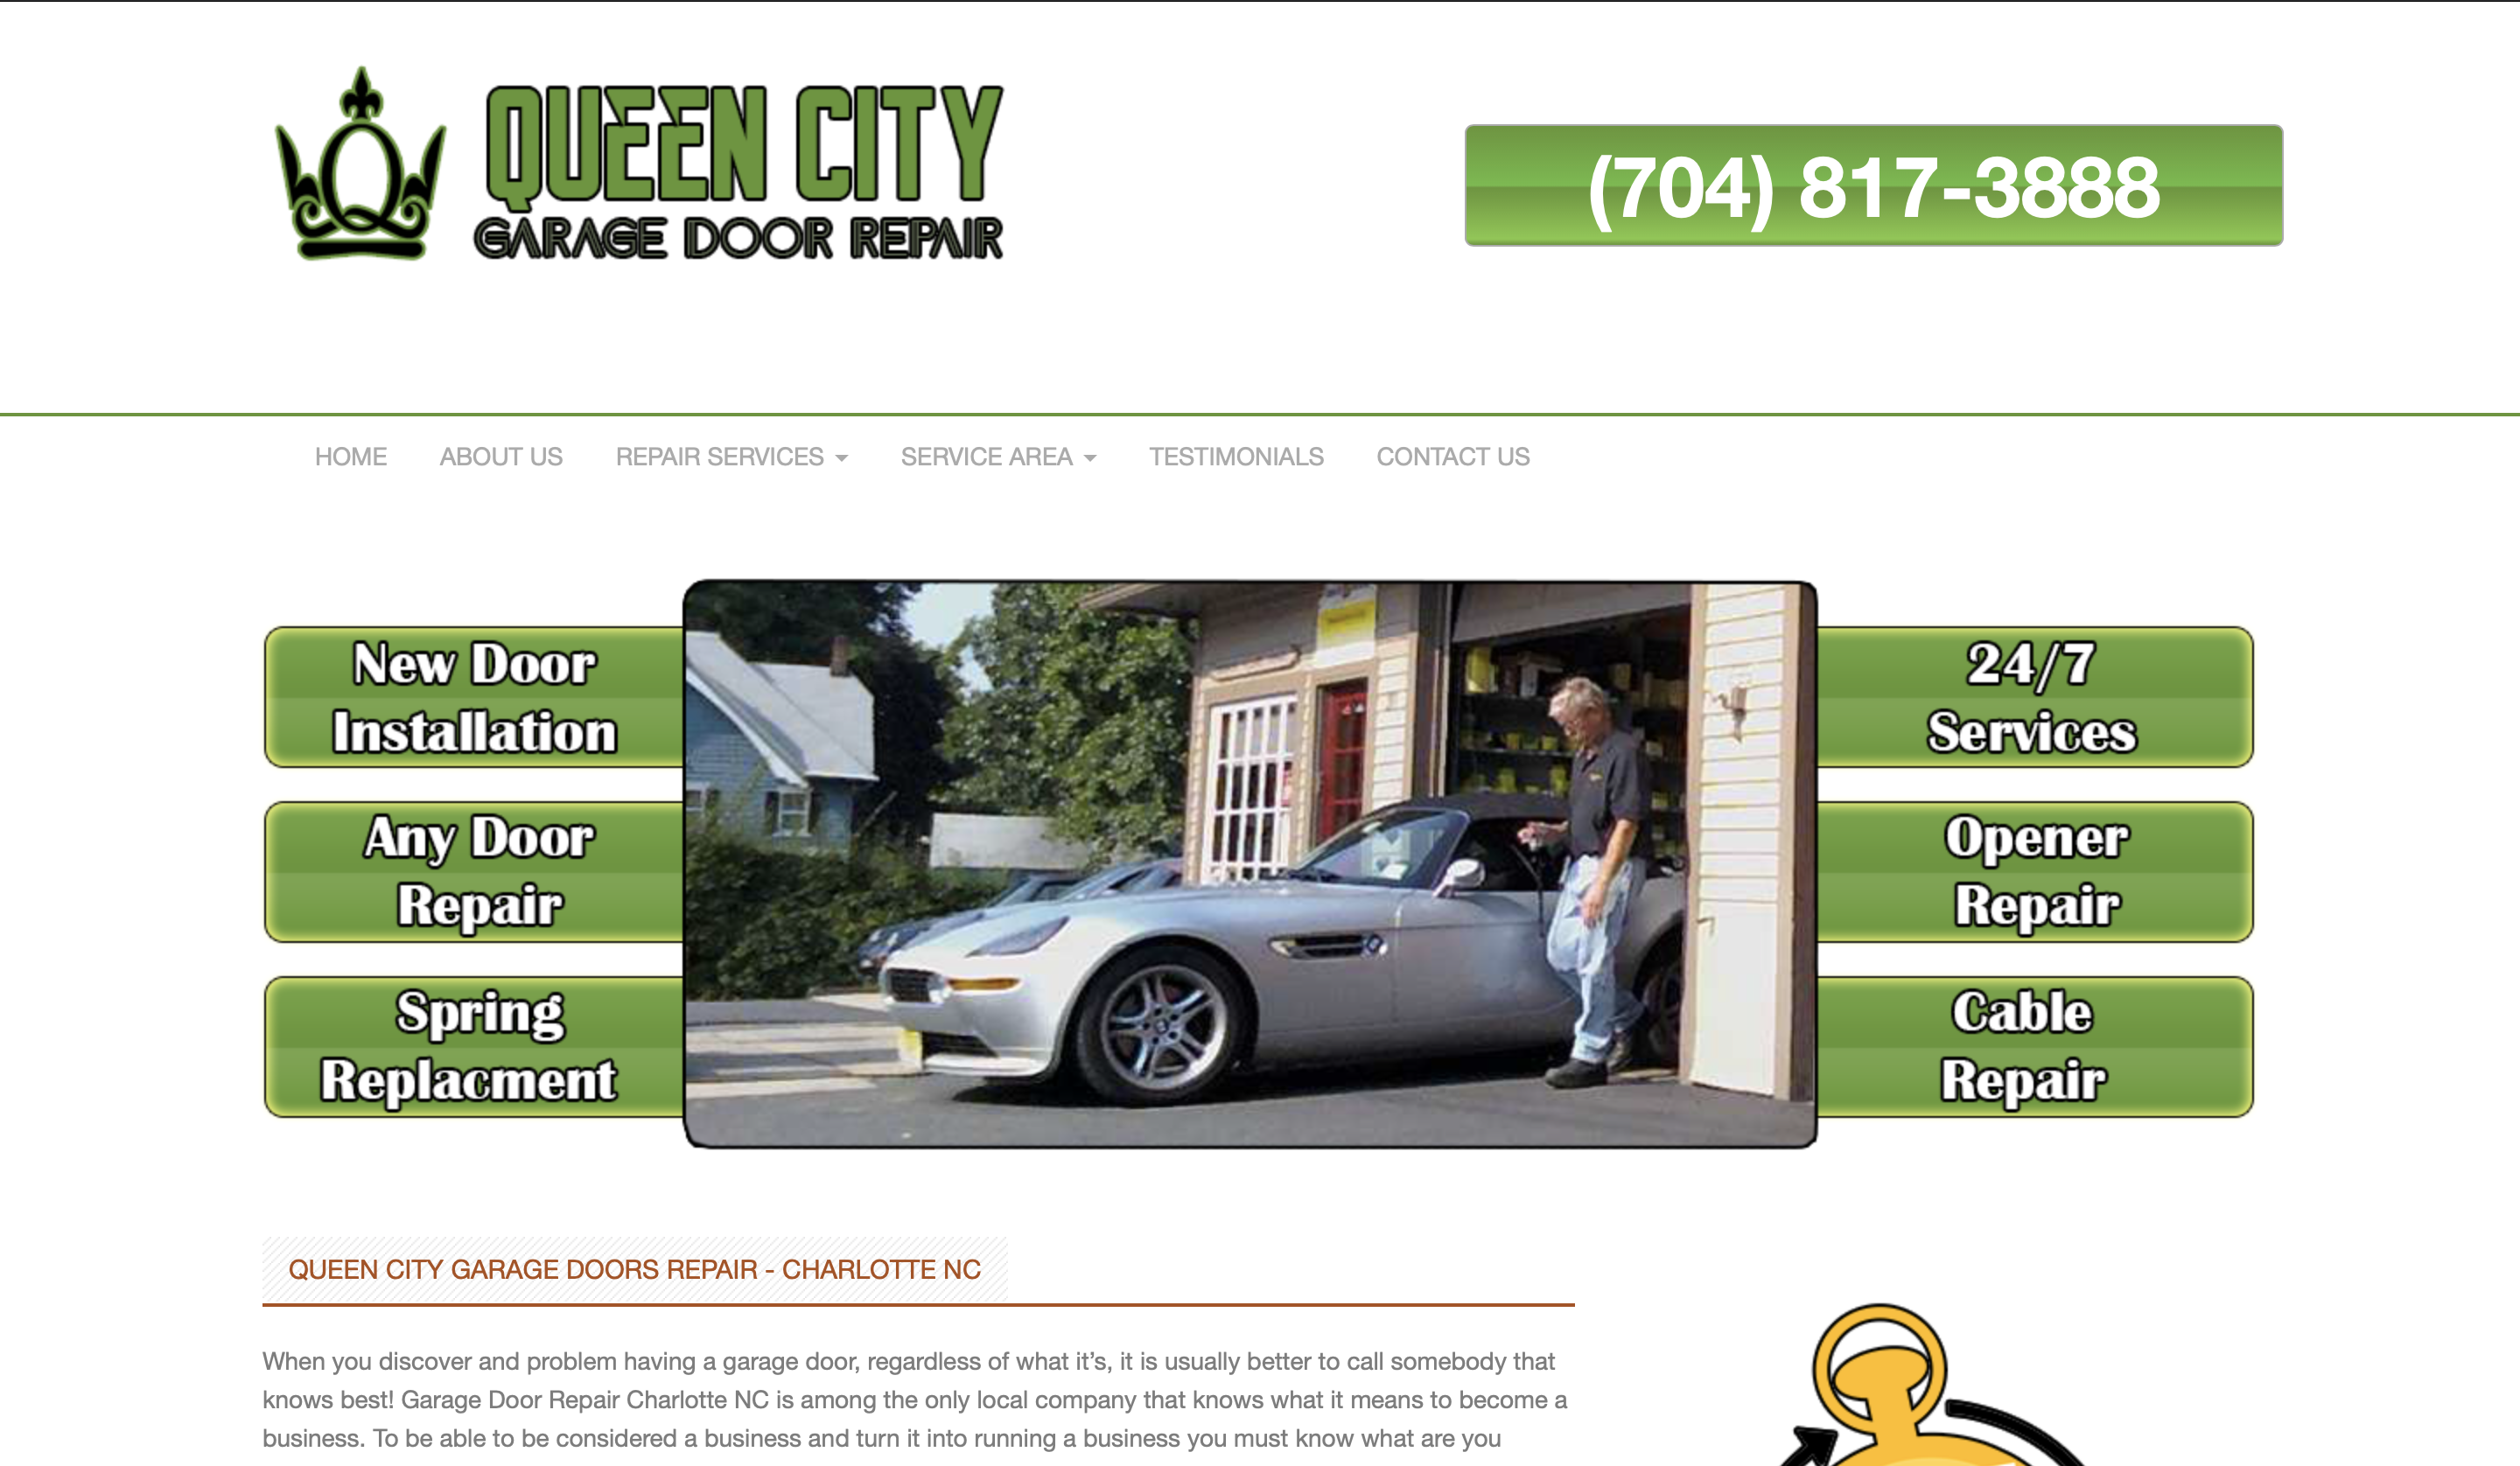 QUEEN CITY
GARAGE DOOR REPAIR
(704) 817-3888
HOME ABOUT US REPAIR SERVICES SERVICE AREA TESTIMONIALS CONTACT US
New Door
Installation
Any Door
Repair
Spring
Replacment
24/7
Services
Opener
Repair
Cable
Repair
QUEEN CITY GARAGE DOORS REPAIR - CHARLOTTE NC
When you discover and problem having a garage door, regardless of what it’s, it is usually better to call somebody that
knows best! Garage Door Repair Charlotte NC is among the only local company that knows what it means to become a
business. To be able to be considered a business and turn it into running a business you must know what are you